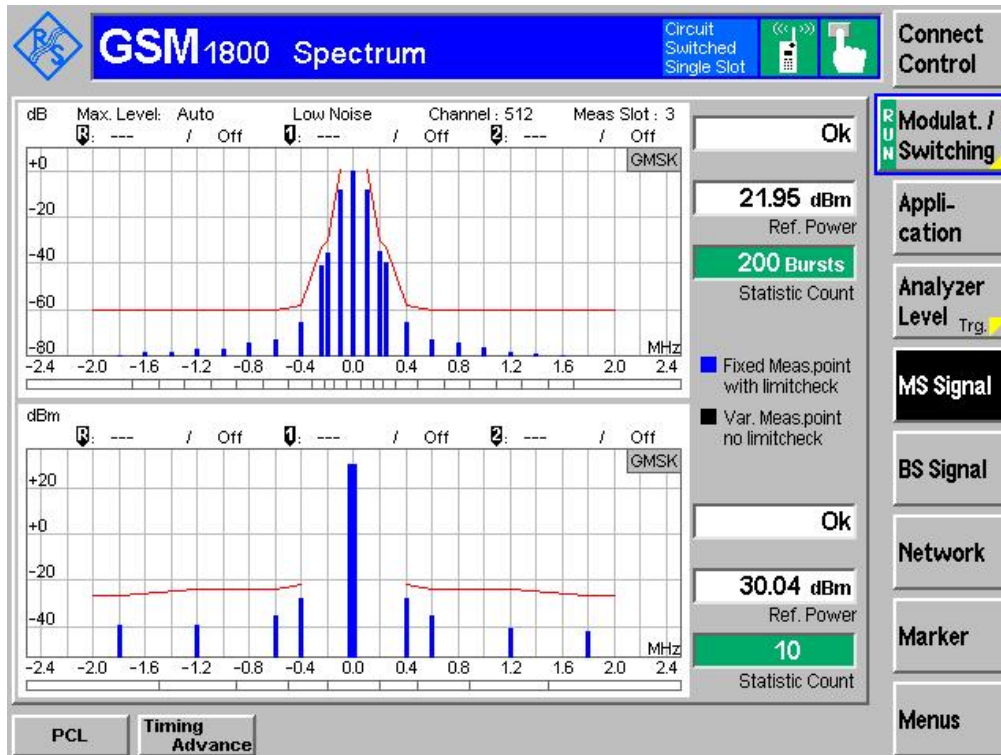 R&S
GSM 1800 Spectrum
Circuit Switched Single Slot
Connect Control
dB Max. Level: Auto Low Noise Channel : 512 Meas Slot : 3
R: --- / Off 1: --- / Off 2: --- / Off
GMSK
+0
-20
-40
-60
-80
MHz
-2.4 -2.0 -1.6 -1.2 -0.8 -0.4 0.0 0.4 0.8 1.2 1.6 2.0 2.4
Ok
21.95 dBm
Ref. Power
200 Bursts
Statistic Count
Fixed Meas.point
with limitcheck
Var. Meas.point
no limitcheck
dBm
R: --- / Off 1: --- / Off 2: --- / Off
GMSK
+20
+0
-20
-40
MHz
-2.4 -2.0 -1.6 -1.2 -0.8 -0.4 0.0 0.4 0.8 1.2 1.6 2.0 2.4
Ok
30.04 dBm
Ref. Power
10
Statistic Count
RUN
Modulat. /
Switching
Appli-
cation
Analyzer
Level Trg.
MS Signal
BS Signal
Network
Marker
Menus
PCL
Timing
Advance